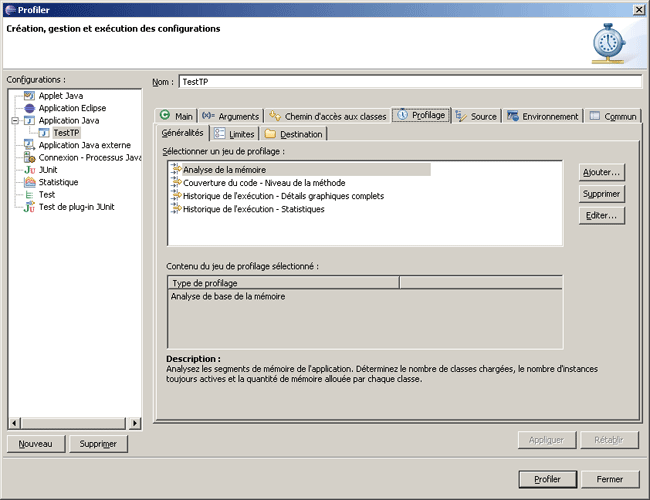 Profiler
Création, gestion et exécution des configurations
Configurations :
Applet Java
Application Eclipse
Application Java
TestTP
Application Java externe
Connexion - Processus Java
JUnit
Statistique
Test
Test de plug-in JUnit
Nouveau
Supprimer
Nom :
TestTP
Main
Arguments
Chemin d'accès aux classes
Profilage
Source
Environnement
Commun
Généralités
Limites
Destination
Sélectionner un jeu de profilage :
Analyse de la mémoire
Couverture du code - Niveau de la méthode
Historique de l'exécution - Détails graphiques complets
Historique de l'exécution - Statistiques
Ajouter...
Supprimer
Editer...
Contenu du jeu de profilage sélectionné :
Type de profilage
Analyse de base de la mémoire
Description :
Analysez les segments de mémoire de l'application. Déterminez le nombre de classes chargées, le nombre d'instances
toujours actives et la quantité de mémoire allouée par chaque classe.
Appliquer
Rétablir
Profiler
Fermer